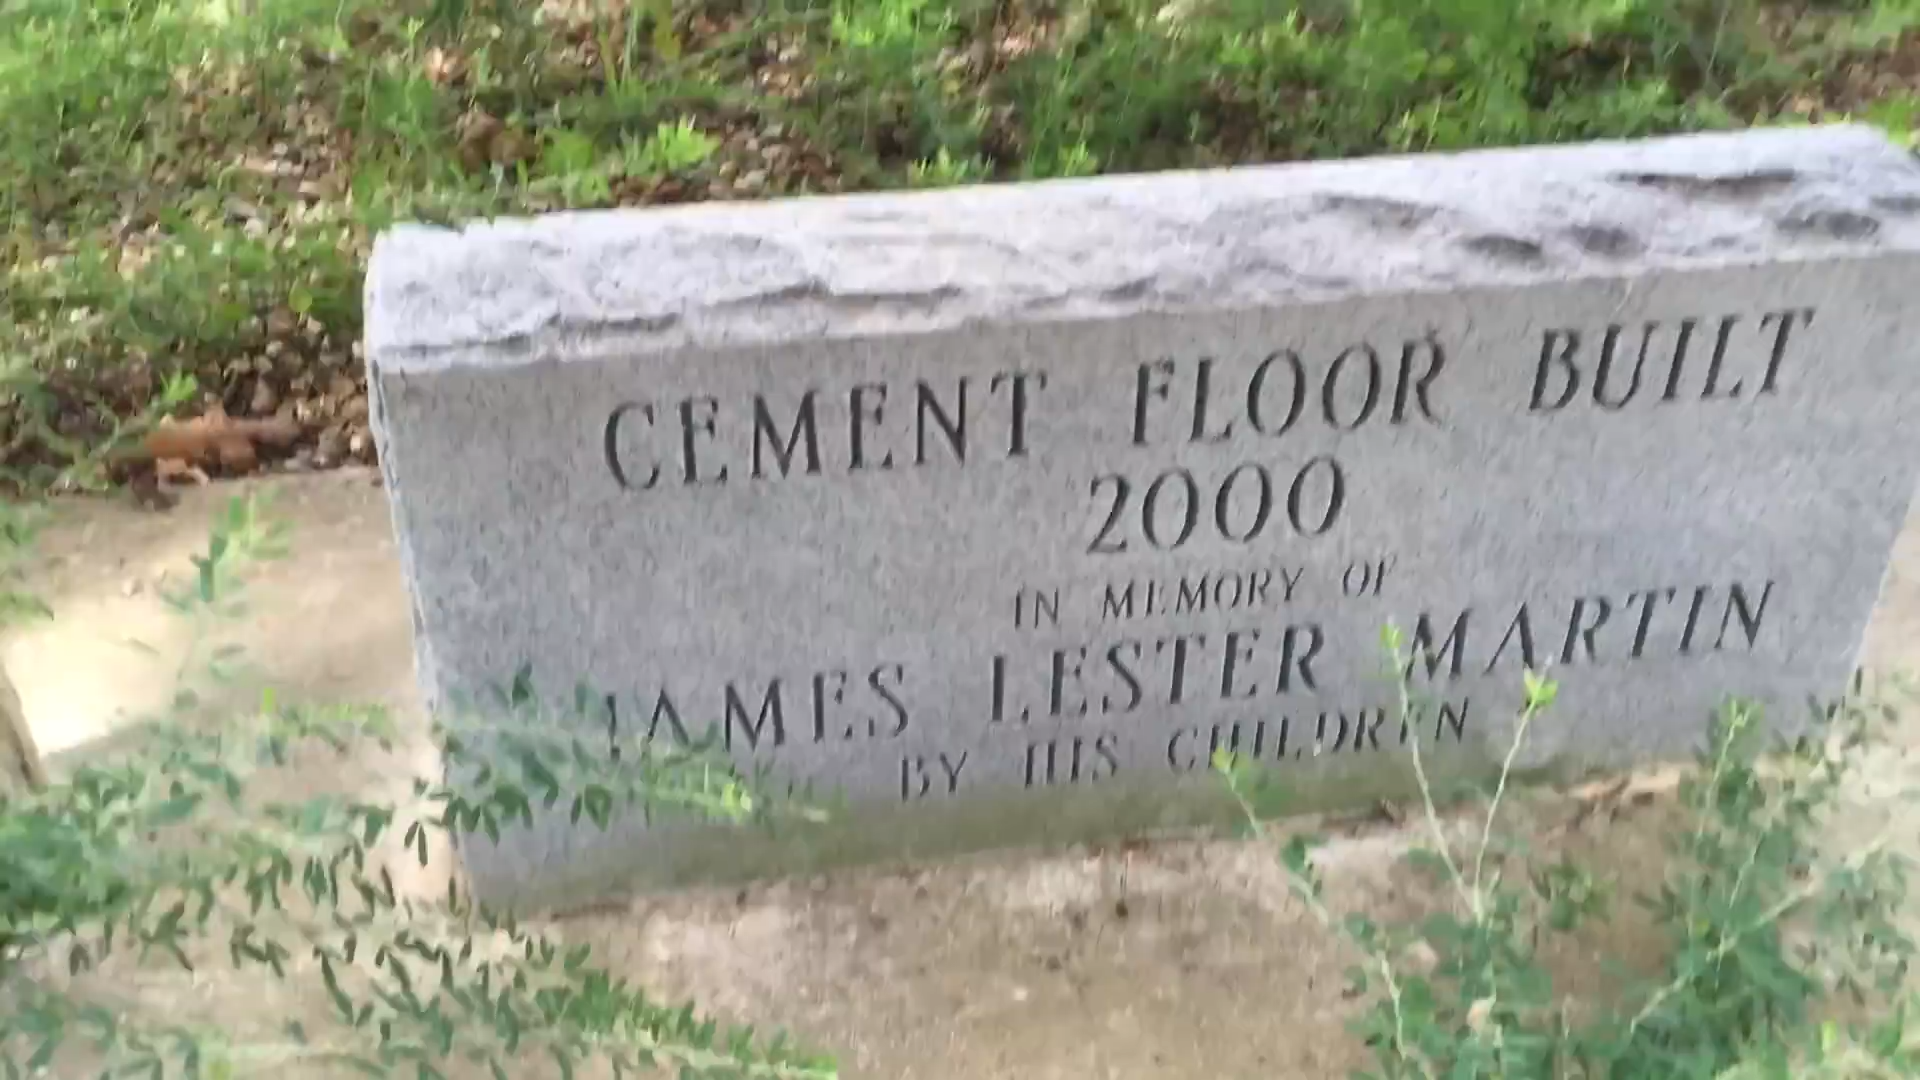 CEMENT FLOOR BUILT
2000
IN MEMORY OF
JAMES LESTER MARTIN
BY HIS CHILDREN